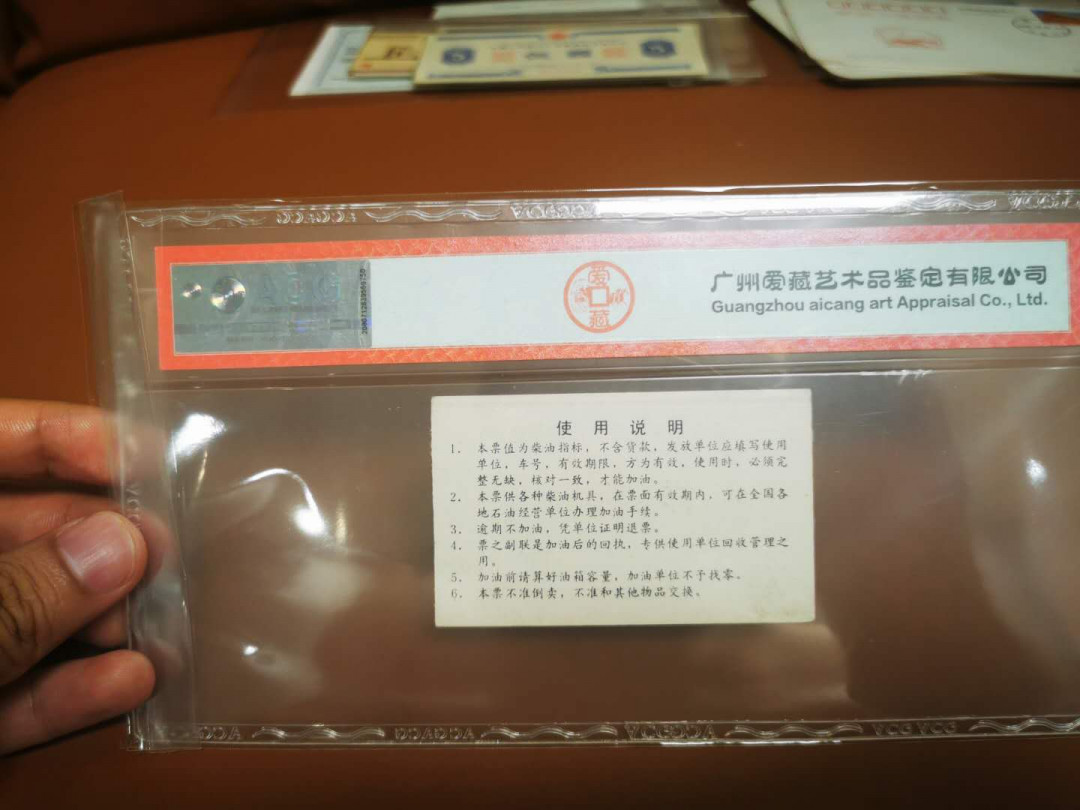 5
5
爱
藏
广州爱藏艺术品鉴定有限公司
Guangzhou aicang art Appraisal Co., Ltd.
使用说明
1. 本票值为柴油指标，不含货款，发放单位应填写使用
单位，车号，有效期限，方为有效，使用时，必须完
整无缺，核对一致，才能加油。
2. 本票供各种柴油机具，在票面有效期内，可在全国各
地石油经营单位办理加油手续。
3. 逾期不加油，凭单位证明退票。
4. 票之副联是加油后的回执，专供使用单位回收管理之
用。
5. 加油前请算好油箱容量，加油单位不予找零。
6. 本票不准倒卖，不准和其他物品交换。